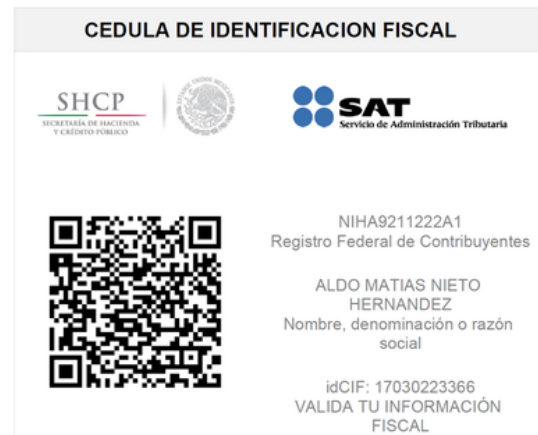 CEDULA DE IDENTIFICACION FISCAL
SHCP
SECRETARÍA DE HACIENDA
Y CRÉDITO PÚBLICO
SAT
Servicio de Administración Tributaria
NIHA9211222A1
Registro Federal de Contribuyentes
ALDO MATIAS NIETO
HERNANDEZ
Nombre, denominación o razón
social
idCIF: 17030223366
VALIDA TU INFORMACIÓN
FISCAL